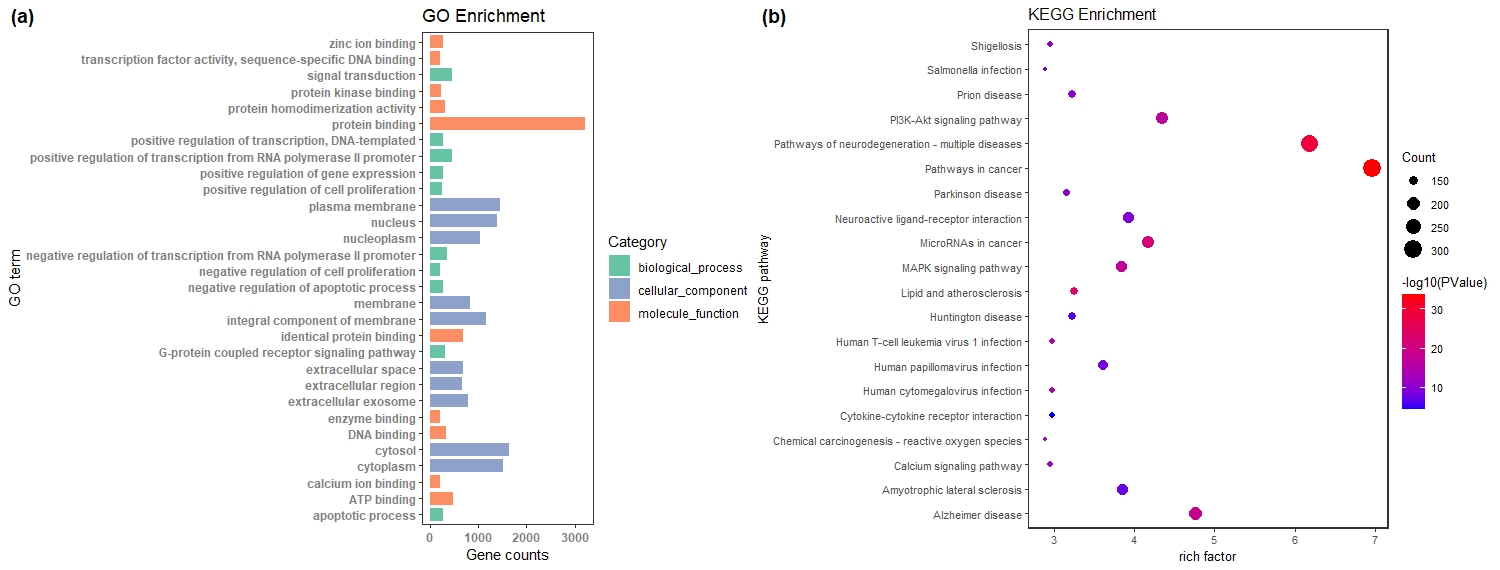 (a)
GO Enrichment
GO term
zinc ion binding
transcription factor activity, sequence-specific DNA binding
signal transduction
protein kinase binding
protein homodimerization activity
protein binding
positive regulation of transcription, DNA-templated
positive regulation of transcription from RNA polymerase II promoter
positive regulation of gene expression
positive regulation of cell proliferation
plasma membrane
nucleus
nucleoplasm
negative regulation of transcription from RNA polymerase II promoter
negative regulation of cell proliferation
negative regulation of apoptotic process
membrane
integral component of membrane
identical protein binding
G-protein coupled receptor signaling pathway
extracellular space
extracellular region
extracellular exosome
enzyme binding
DNA binding
cytosol
cytoplasm
calcium ion binding
ATP binding
apoptotic process
0 1000 2000 3000
Gene counts
Category
biological_process
cellular_component
molecule_function
(b)
KEGG Enrichment
KEGG pathway
Shigellosis
Salmonella infection
Prion disease
PI3K-Akt signaling pathway
Pathways of neurodegeneration - multiple diseases
Pathways in cancer
Parkinson disease
Neuroactive ligand-receptor interaction
MicroRNAs in cancer
MAPK signaling pathway
Lipid and atherosclerosis
Huntington disease
Human T-cell leukemia virus 1 infection
Human papillomavirus infection
Human cytomegalovirus infection
Cytokine-cytokine receptor interaction
Chemical carcinogenesis - reactive oxygen species
Calcium signaling pathway
Amyotrophic lateral sclerosis
Alzheimer disease
3 4 5 6 7
rich factor
Count
150
200
250
300
-log10(PValue)
30
20
10